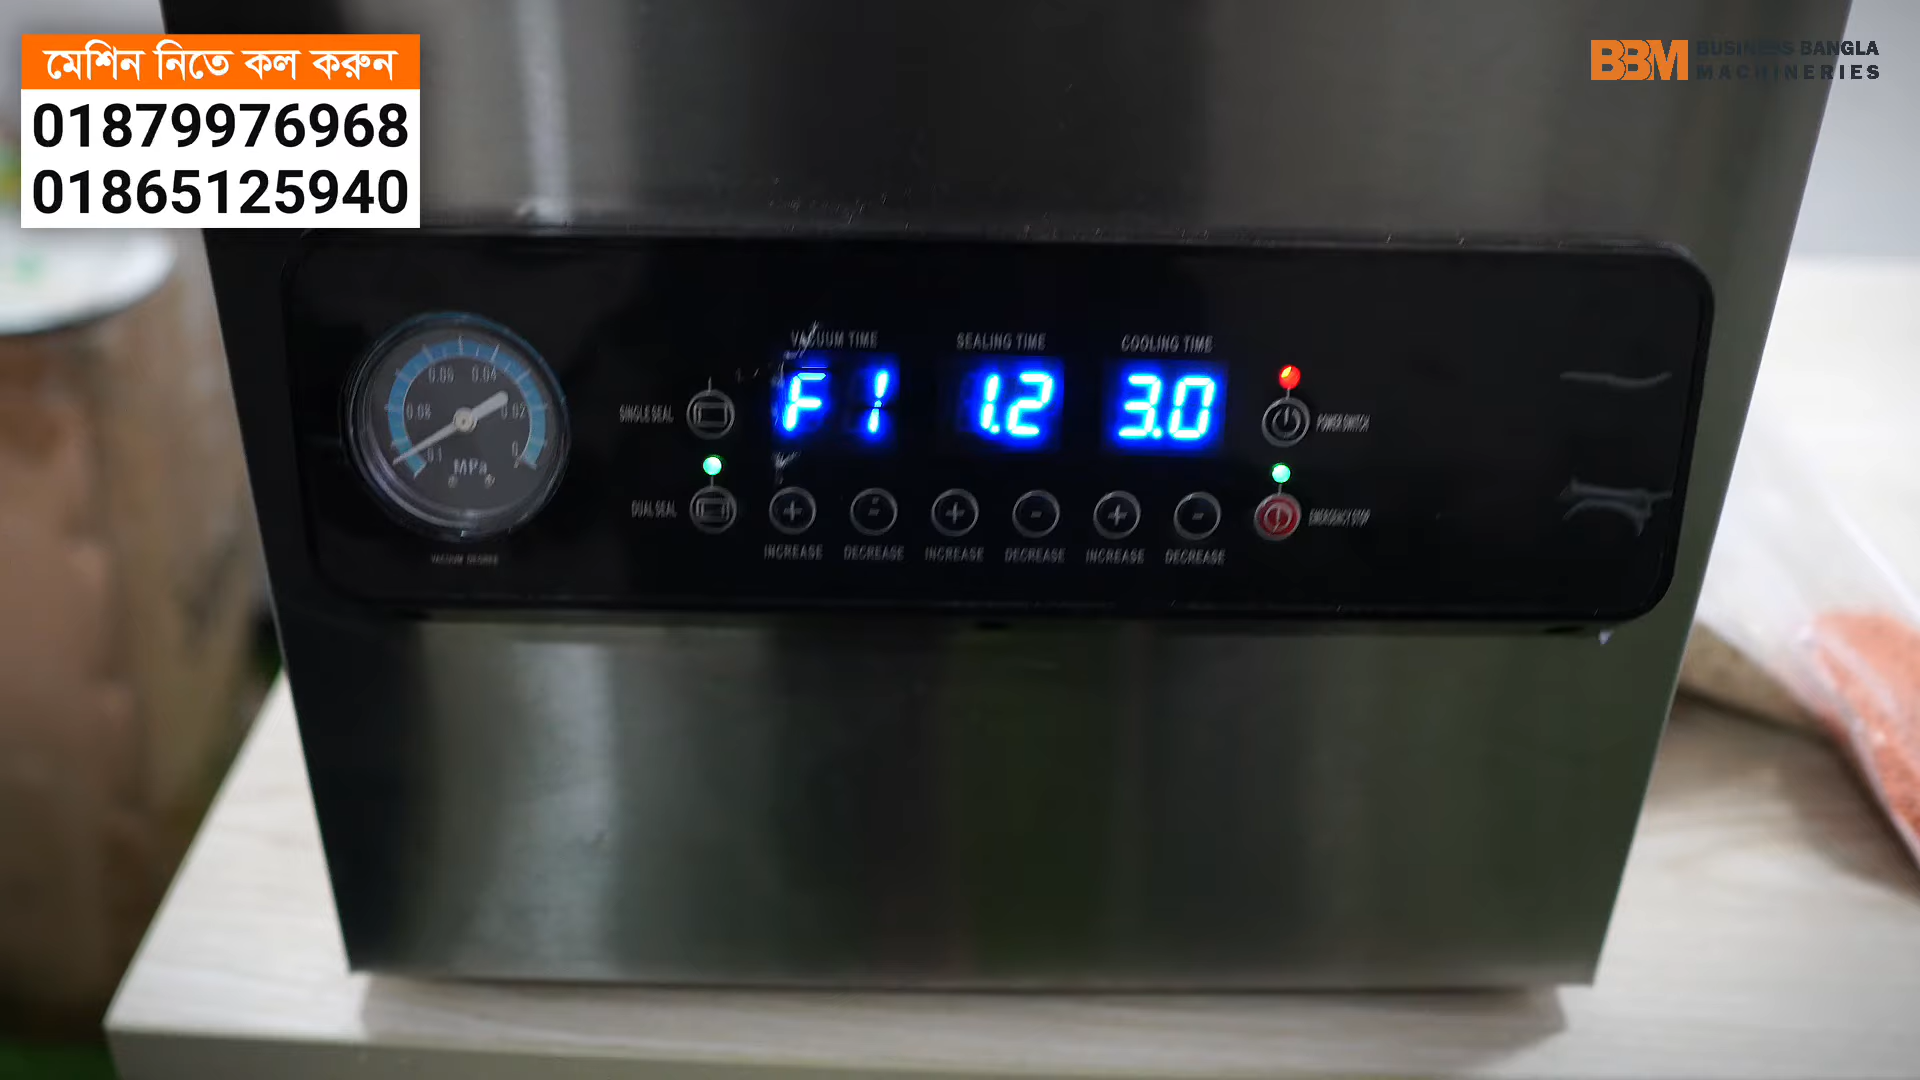 মেশিন নিতে কল করুন
01879976968
01865125940
BBM BUSINESS BANGLA
MACHINERIES
VACUUM TIME
SEALING TIME
COOLING TIME
F 1
1.2
3.0
SINGLE SEAL
POWER SWITCH
DUAL SEAL
EMERGENCY STOP
INCREASE
DECREASE
INCREASE
DECREASE
INCREASE
DECREASE
0.06
0.04
0.08
0.02
0.1
0
MPa
VACUUM DEGREE